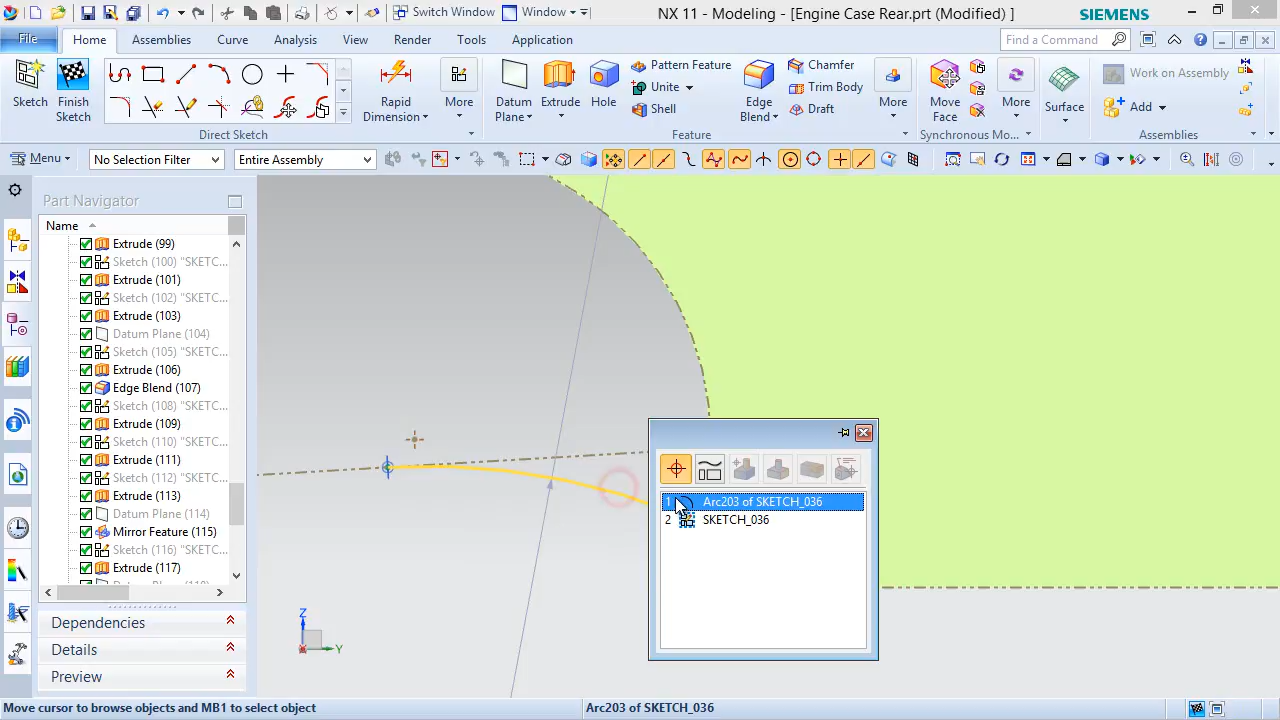 Switch Window
Window
NX 11 - Modeling - [Engine Case Rear.prt (Modified) ]
SIEMENS
File
Home
Assemblies
Curve
Analysis
View
Render
Tools
Application
Find a Command
Sketch
Finish
Sketch
Direct Sketch
Rapid
Dimension
More
Datum
Plane
Extrude
Hole
Pattern Feature
Unite
Shell
Edge
Blend
Chamfer
Trim Body
Draft
More
Feature
Move
Face
More
Synchronous Mo...
Surface
Work on Assembly
Add
Assemblies
Menu
No Selection Filter
Entire Assembly
Part Navigator
Name
Extrude (99)
Sketch (100) "SKETC...
Extrude (101)
Sketch (102) "SKETC...
Extrude (103)
Datum Plane (104)
Sketch (105) "SKETC...
Extrude (106)
Edge Blend (107)
Sketch (108) "SKETC...
Extrude (109)
Sketch (110) "SKETC...
Extrude (111)
Sketch (112) "SKETC...
Extrude (113)
Datum Plane (114)
Mirror Feature (115)
Sketch (116) "SKETC...
Extrude (117)
Dependencies
Details
Preview
Z
Y
1 Arc203 of SKETCH_036
2 SKETCH_036
Move cursor to browse objects and MB1 to select object
Arc203 of SKETCH_036